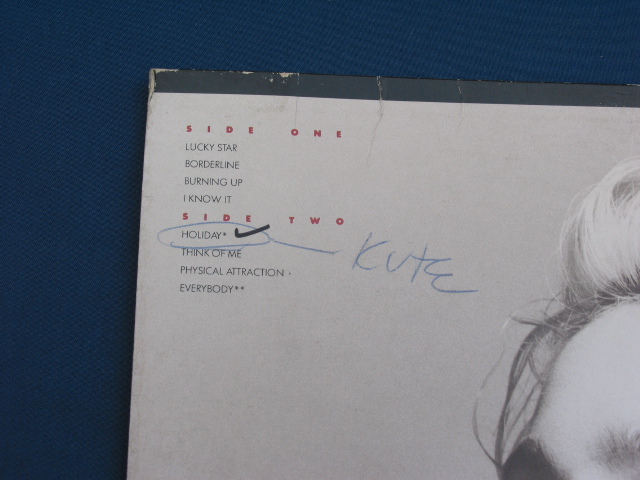 SIDE ONE
LUCKY STAR
BORDERLINE
BURNING UP
I KNOW IT
SIDE TWO
HOLIDAY*
KUTE
THINK OF ME
PHYSICAL ATTRACTION •
EVERYBODY**